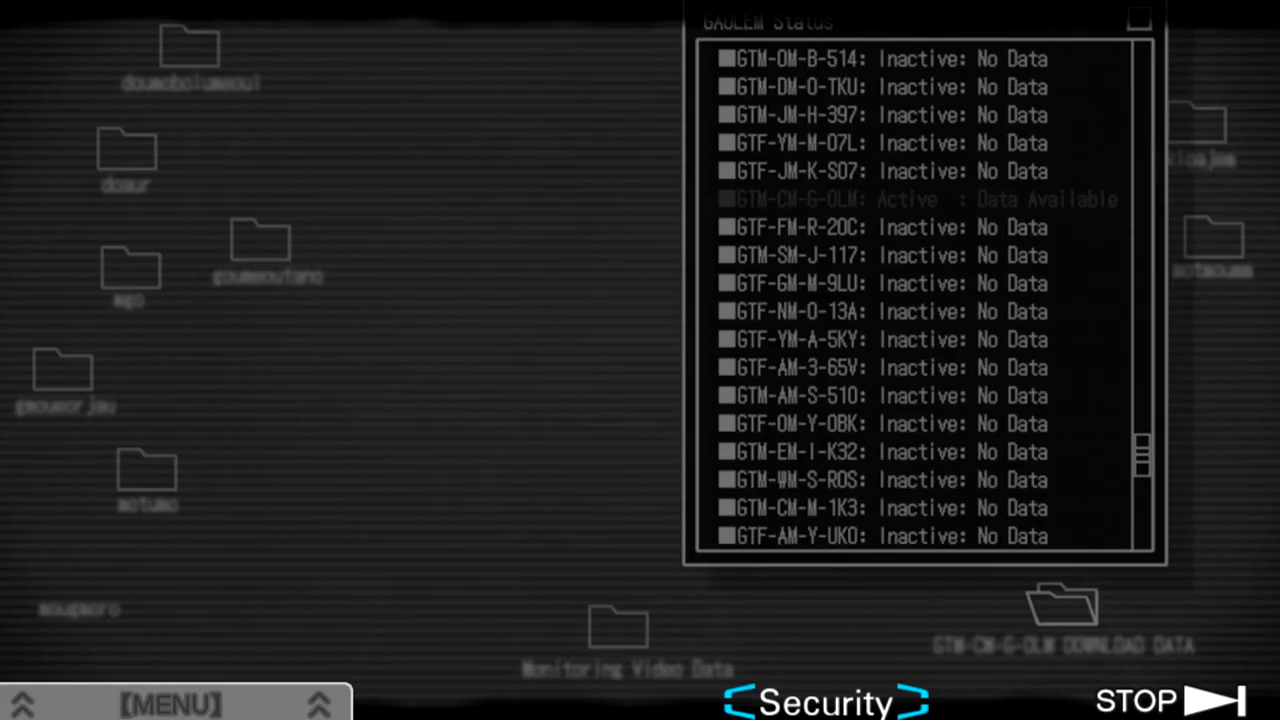 GAULEM Status
GTM-OM-B-514: Inactive: No Data
GTM-DM-O-TKU: Inactive: No Data
GTM-JM-H-397: Inactive: No Data
GTF-YM-M-07L: Inactive: No Data
GTF-JM-K-S07: Inactive: No Data
GTM-CM-G-OLM: Active : Data Available
GTF-FM-R-20C: Inactive: No Data
GTM-SM-J-117: Inactive: No Data
GTF-GM-M-9LU: Inactive: No Data
GTF-NM-O-13A: Inactive: No Data
GTF-YM-A-5KY: Inactive: No Data
GTF-AM-3-65V: Inactive: No Data
GTM-AM-S-510: Inactive: No Data
GTF-OM-Y-OBK: Inactive: No Data
GTM-EM-I-K32: Inactive: No Data
GTM-WM-S-ROS: Inactive: No Data
GTM-CM-M-1K3: Inactive: No Data
GTF-AM-Y-UKO: Inactive: No Data
doaur
mgo
goumeoutano
motumo
mougmoro
Monitoring Video Data
GTM-CM-G-OLM DOWNLOAD DATA
[MENU]
Security
STOP